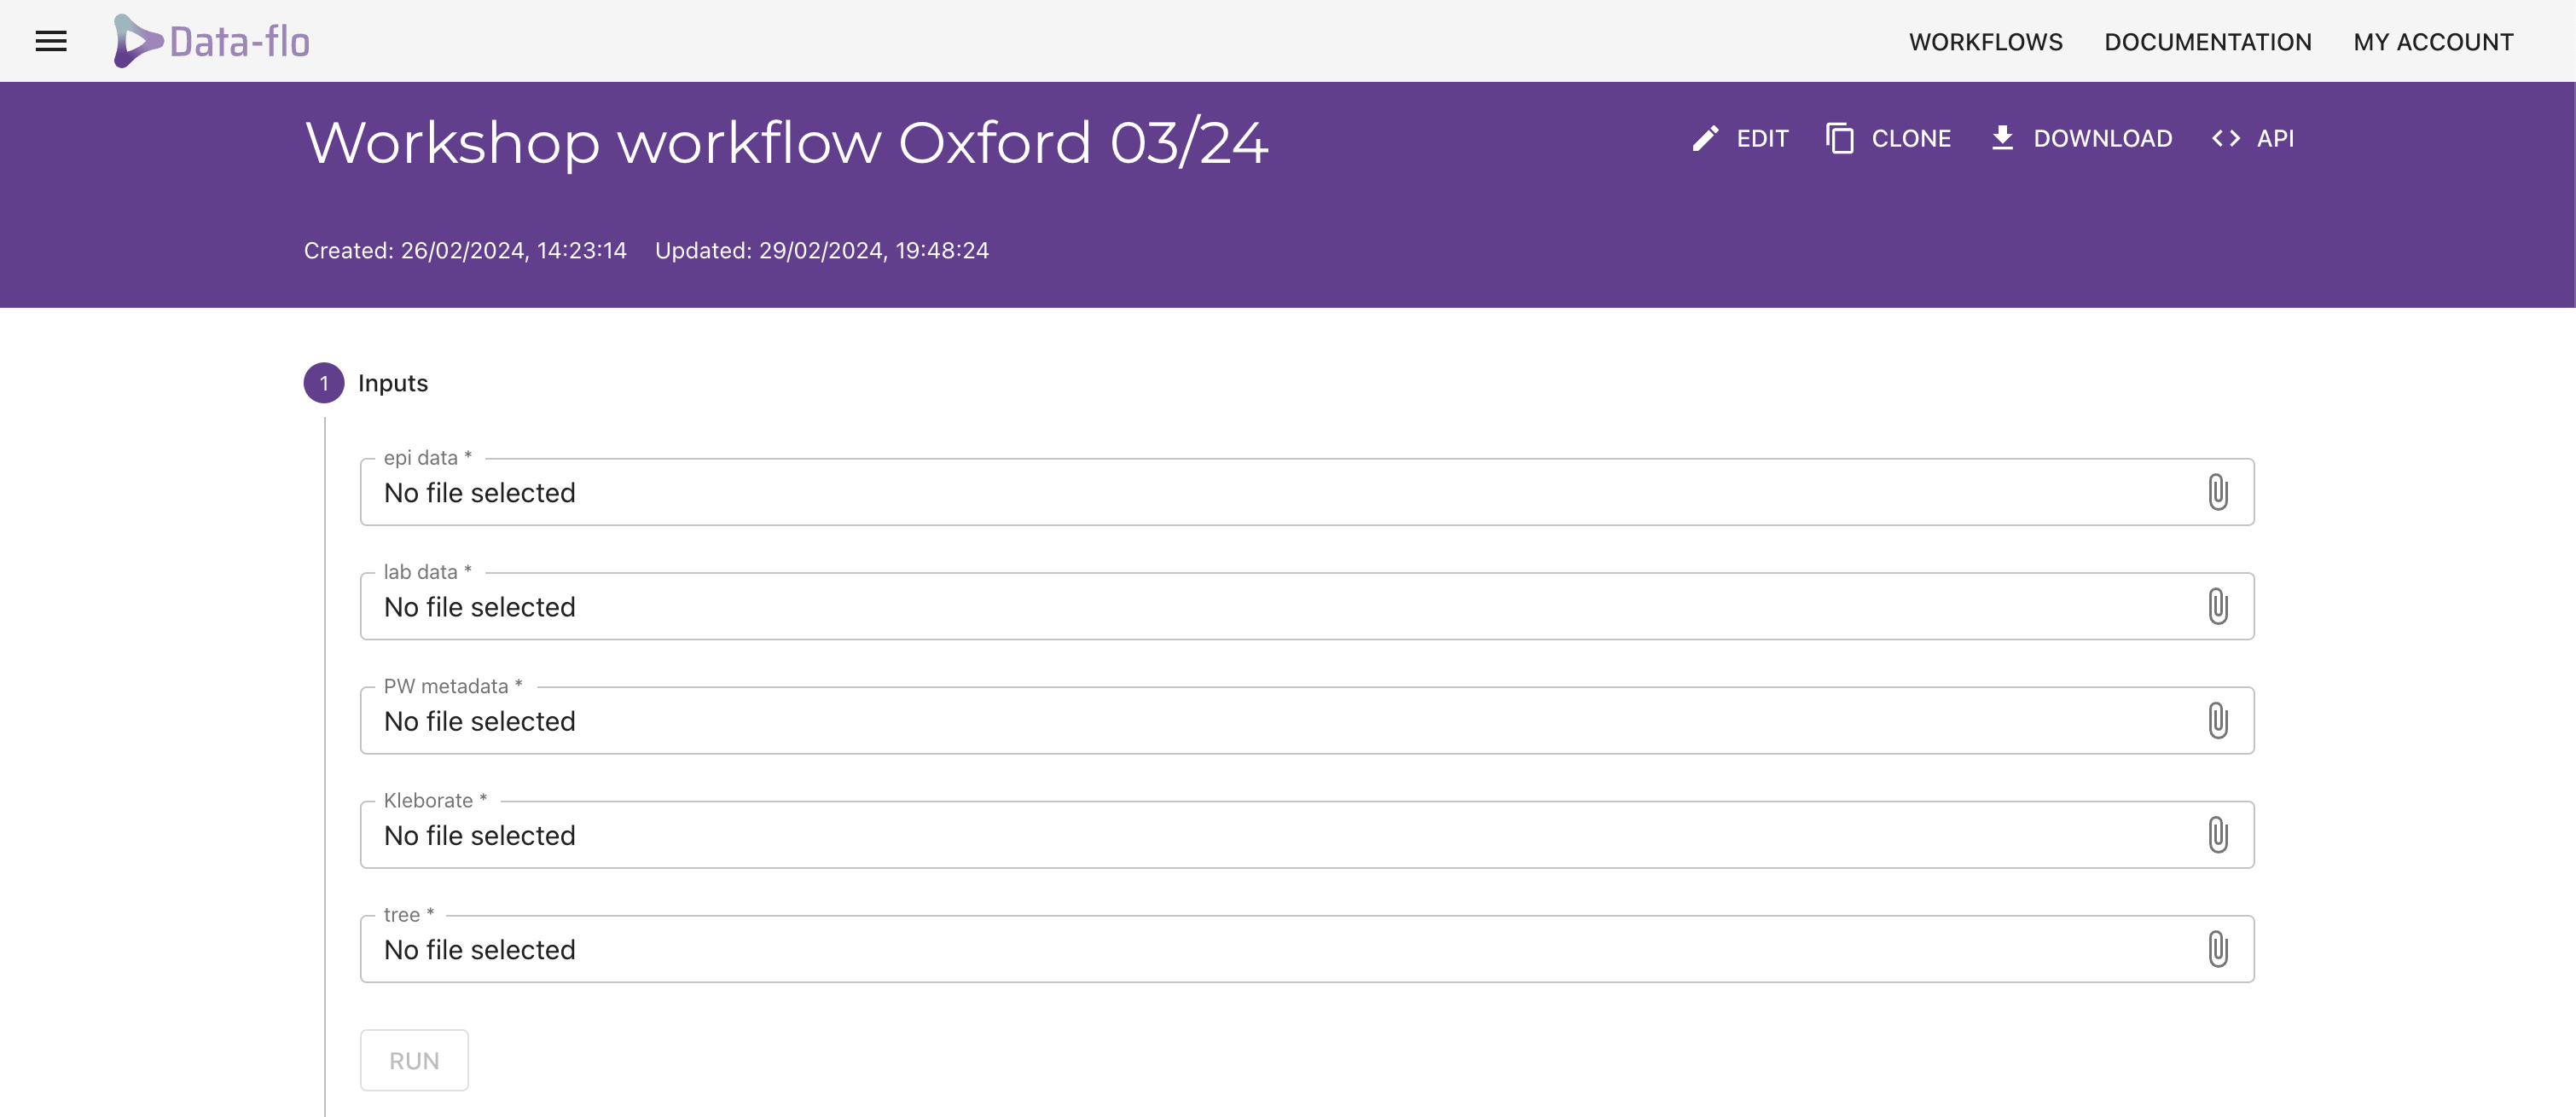 Data-flo
WORKFLOWS DOCUMENTATION MY ACCOUNT
Workshop workflow Oxford 03/24
EDIT CLONE DOWNLOAD <> API
Created: 26/02/2024, 14:23:14 Updated: 29/02/2024, 19:48:24
1 Inputs
epi data *
No file selected
lab data *
No file selected
PW metadata *
No file selected
Kleborate *
No file selected
tree *
No file selected
RUN